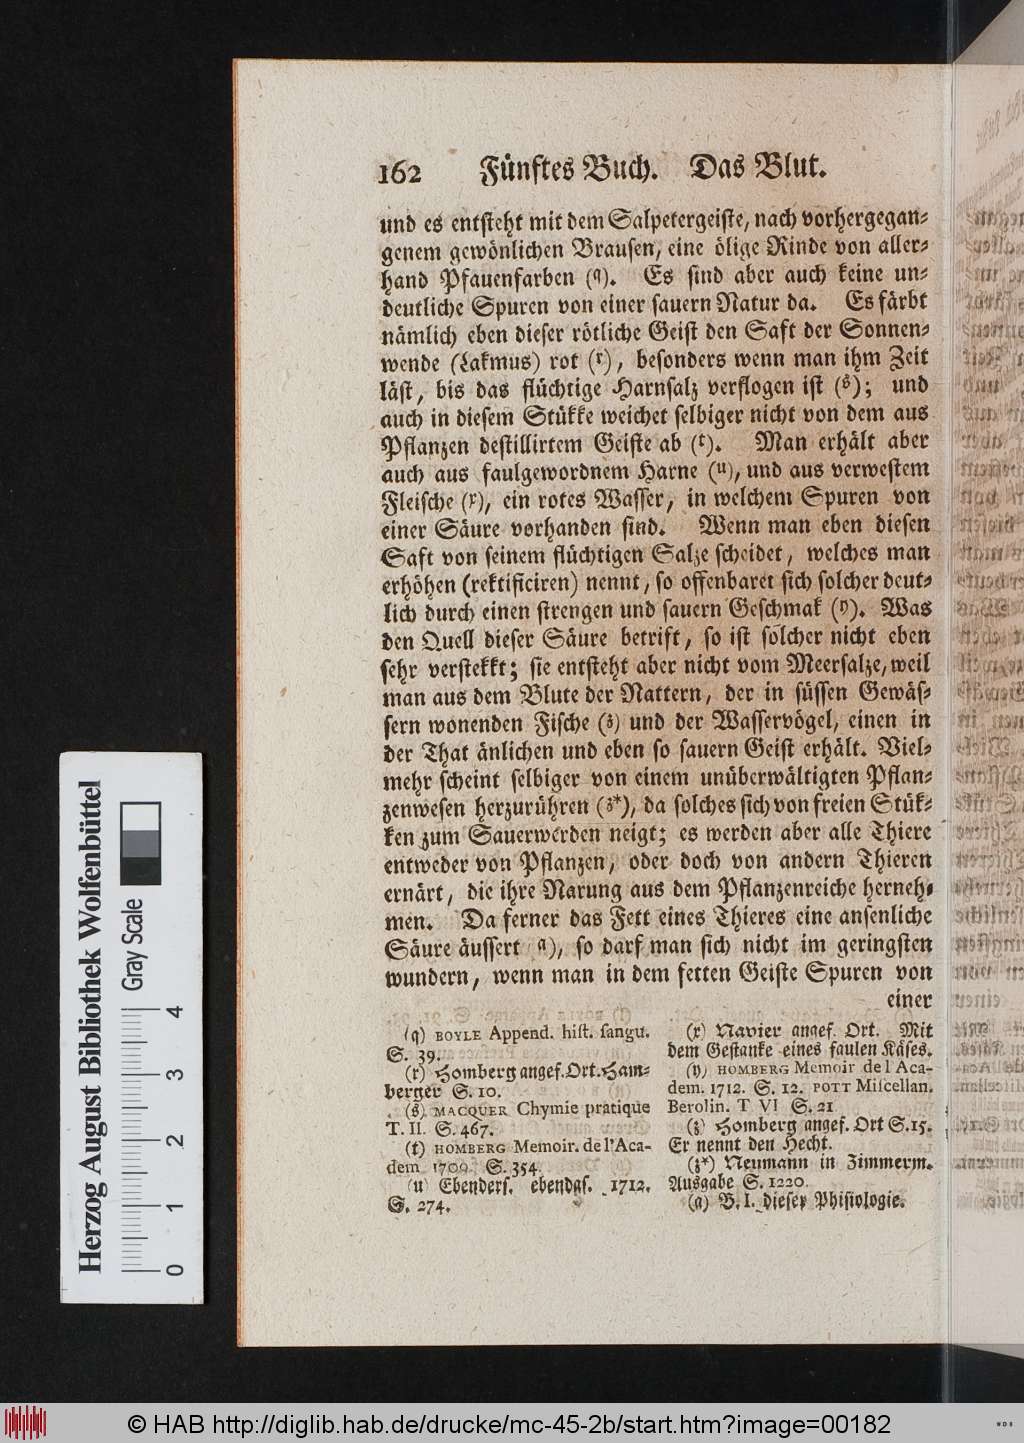 162 Fünftes Buch. Das Blut.
und es entsteht mit dem Salpetergeiste, nach vorhergegan-
genem gewönlichen Brausen, eine ölige Rinde von aller-
hand Pfauenfarben (q). Es sind aber auch keine un-
deutliche Spuren von einer sauern Natur da. Es färbt
nämlich eben dieser rötliche Geist den Saft der Sonnen-
wende (Lakmus) rot (r), besonders wenn man ihm Zeit
läst, bis das flüchtige Harnsalz verflogen ist (s); und
auch in diesem Stükke weichet selbiger nicht von dem aus
Pflanzen destillirtem Geiste ab (t). Man erhält aber
auch aus faulgewordnem Harne (u), und aus verwestem
Fleische (x), ein rotes Wasser, in welchem Spuren von
einer Säure vorhanden sind. Wenn man eben diesen
Saft von seinem flüchtigen Salze scheidet, welches man
erhöhen (rektificiren) nennt, so offenbaret sich solcher deut-
lich durch einen strengen und sauern Geschmak (y). Was
den Quell dieser Säure betrift, so ist solcher nicht eben
sehr verstekkt; sie entsteht aber nicht vom Meersalze, weil
man aus dem Blute der Nattern, der in süssen Gewäs-
sern wonenden Fische (z) und der Wasservögel, einen in
der That änlichen und eben so sauern Geist erhält. Viel-
mehr scheint selbiger von einem unüberwältigten Pflan-
zenwesen herzurühren (z*), da solches sich von freien Stük-
ken zum Sauerwerden neigt; es werden aber alle Thiere
entweder von Pflanzen, oder doch von andern Thieren
ernärt, die ihre Narung aus dem Pflanzenreiche herneh-
men. Da ferner das Fett eines Thieres eine ansenliche
Säure äussert a), so darf man sich nicht im geringsten
wundern, wenn man in dem fetten Geiste Spuren von
einer
(q) BOYLE Append. hist. sangu.
S. 39.
(r) Homberg angef. Ort. Ham-
berger S. 10.
(s) MACQUER Chymie pratique
T. II. S. 467.
(t) HOMBERG Memoir. de l'Aca-
dem 1709. S. 354.
(u) Ebenders. ebendas. 1712.
S. 274.
(x) Navier angef. Ort. Mit
dem Gestanke eines faulen Käses.
(y) HOMBERG Memoir de l'Aca-
dem. 1712. S. 12. POTT Miscellan.
Berolin. T VI S. 21
(z) Homberg angef. Ort S. 15.
Er nennt den Hecht.
(z*) Neumann in Zimmerm.
Ausgabe S. 1220.
(a) B. I. dieser Phisiologie.
Herzog August Bibliothek Wolfenbüttel
Gray Scale
0 1 2 3 4
© HAB http://diglib.hab.de/drucke/mc-45-2b/start.htm?image=00182